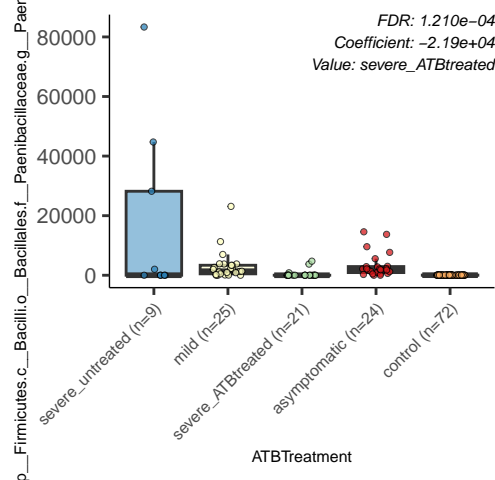 FDR: 1.210e−04
Coefficient: −2.19e+04
Value: severe_ATBtreated
p__Firmicutes.c__Bacilli.o__Bacillales.f__Paenibacillaceae.g__Paen
80000
60000
40000
20000
0
severe_untreated (n=9)
mild (n=25)
severe_ATBtreated (n=21)
asymptomatic (n=24)
control (n=72)
ATBTreatment